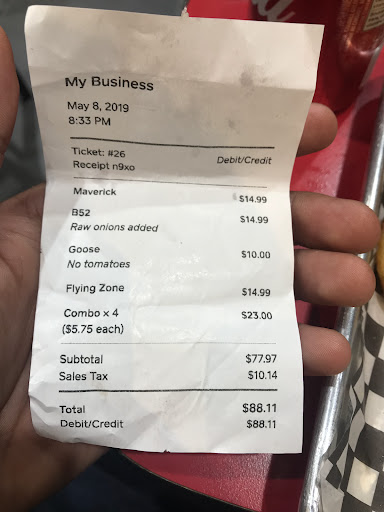 My Business
May 8, 2019
8:33 PM
Ticket: #26
Receipt n9xo
Debit/Credit
Maverick $14.99
B52 $14.99
Raw onions added
Goose $10.00
No tomatoes
Flying Zone $14.99
Combo × 4 $23.00
($5.75 each)
Subtotal $77.97
Sales Tax $10.14
Total $88.11
Debit/Credit $88.11